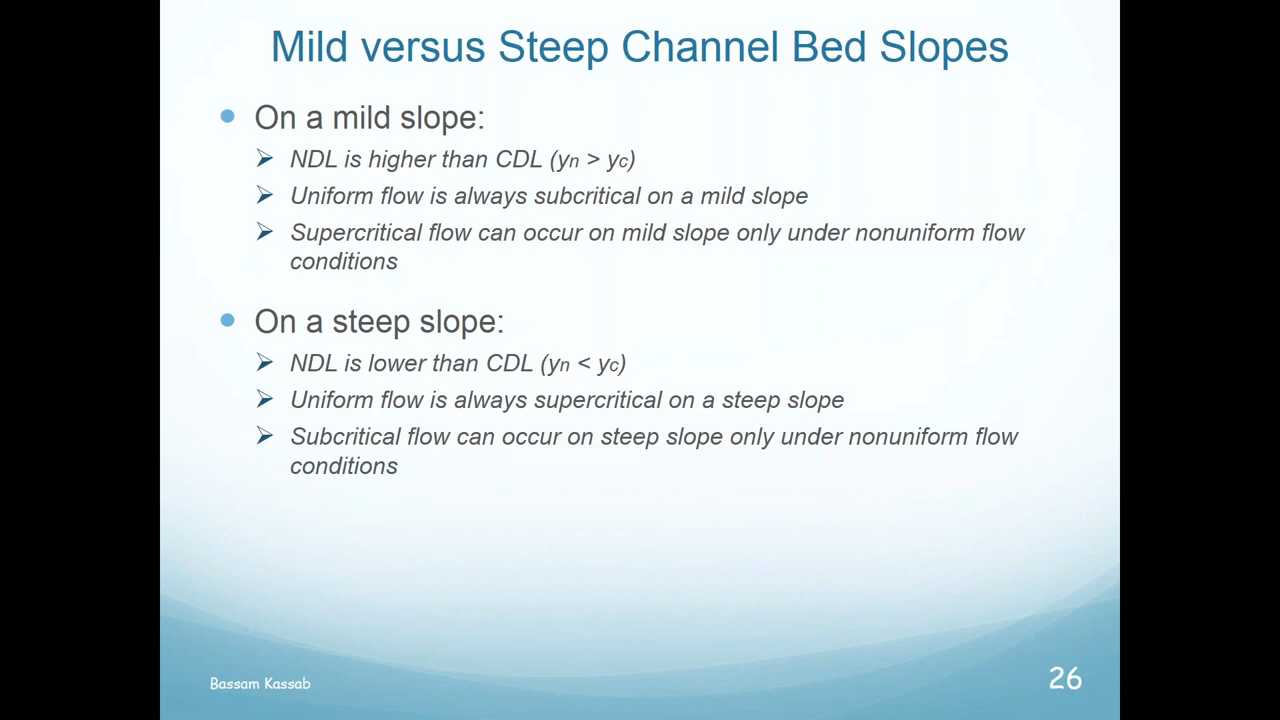 Mild versus Steep Channel Bed Slopes
On a mild slope:
NDL is higher than CDL (yn > yc)
Uniform flow is always subcritical on a mild slope
Supercritical flow can occur on mild slope only under nonuniform flow
conditions
On a steep slope:
NDL is lower than CDL (yn < yc)
Uniform flow is always supercritical on a steep slope
Subcritical flow can occur on steep slope only under nonuniform flow
conditions
Bassam Kassab
26